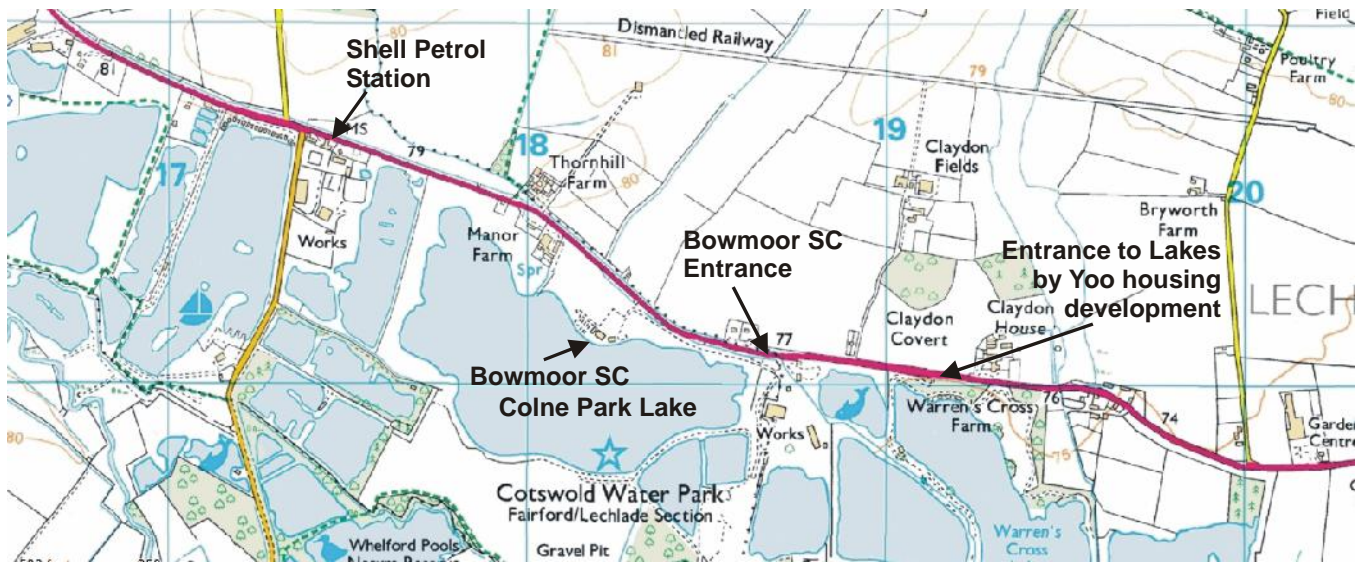 Field
Dismantled Railway
80
Shell Petrol
Station
81
79
Poultry
Farm
80
81
15
79
18
19
Thornhill
Farm
80
Claydon
Fields
17
20
Bryworth
Farm
Works
Manor
Farm
Spr
Bowmoor SC
Entrance
Entrance to Lakes
by Yoo housing
development
LECH
77
Claydon
Covert
Claydon
House
Bowmoor SC
Colne Park Lake
76
74
Warren's Cross
Farm
Garden
Centre
80
Works
75
Cotswold Water Park
Fairford/Lechlade Section
Gravel Pit
Whelford Pools
Warren's
Cross